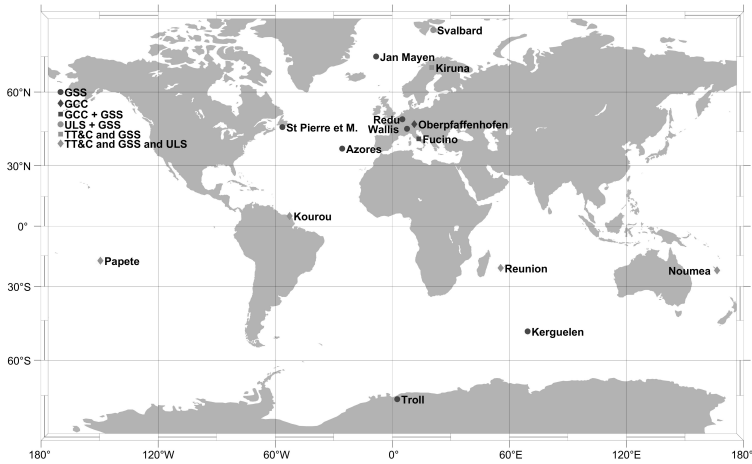 Svalbard
Jan Mayen
Kiruna
60°N
GSS
GCC
GCC + GSS
ULS + GSS
TT&C and GSS
TT&C and GSS and ULS
Redu
Oberpfaffenhofen
St Pierre et M.
Wallis
Fucino
Azores
30°N
Kourou
0°
Papete
Reunion
Noumea
30°S
Kerguelen
60°S
Troll
180°
120°W
60°W
0°
60°E
120°E
180°